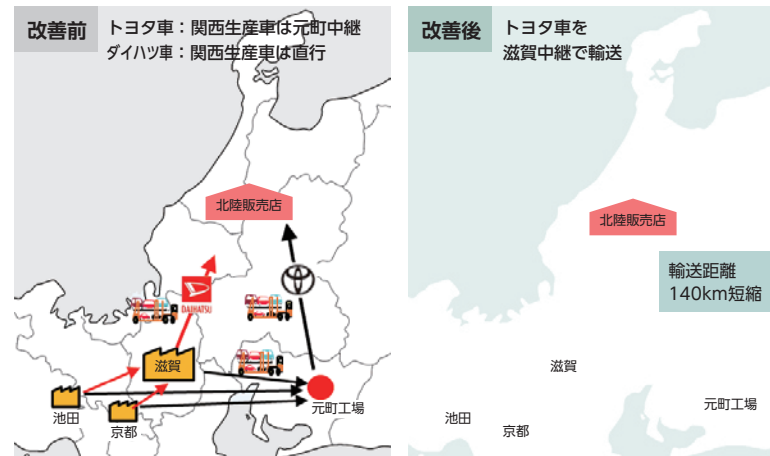 改善前
トヨタ車：関西生産車は元町中継
ダイハツ車：関西生産車は直行
北陸販売店
DAIHATSU
滋賀
池田
京都
元町工場
改善後
トヨタ車を
滋賀中継で輸送
北陸販売店
輸送距離
140km短縮
滋賀
元町工場
池田
京都